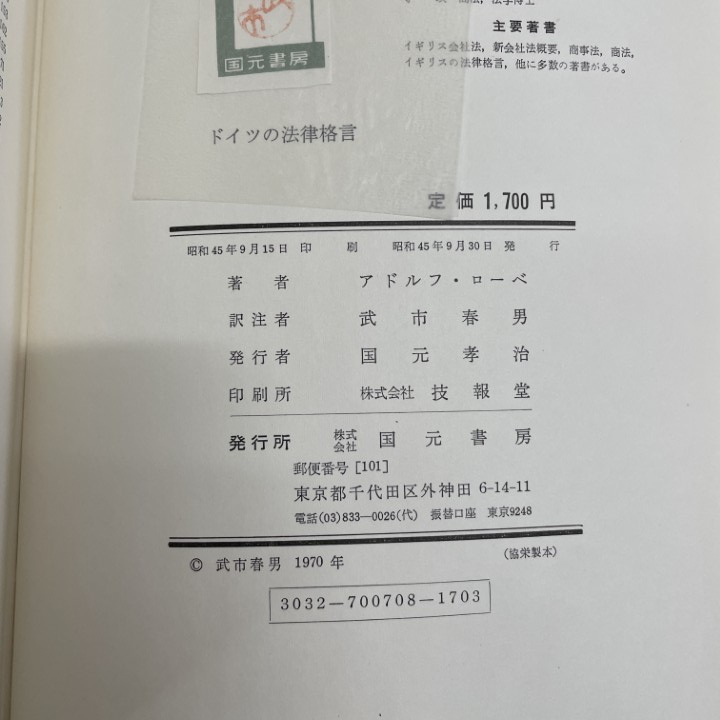 主要著書
イギリス会社法，新会社法概要，商事法，商法，
イギリスの法律格言，他に多数の著書がある。
国元書房
ドイツの法律格言
定価 1,700 円
昭和45年9月15日 印 刷 昭和45年9月30日 発 行
著 者 アドルフ・ローベ
訳注者 武市春男
発行者 国元孝治
印刷所 株式会社 技報堂
発行所 株式会社 国元書房
郵便番号［101］
東京都千代田区外神田 6-14-11
電話(03)833―0026(代) 振替口座 東京9248
© 武市春男 1970 年
(協栄製本)
3032―700708―1703